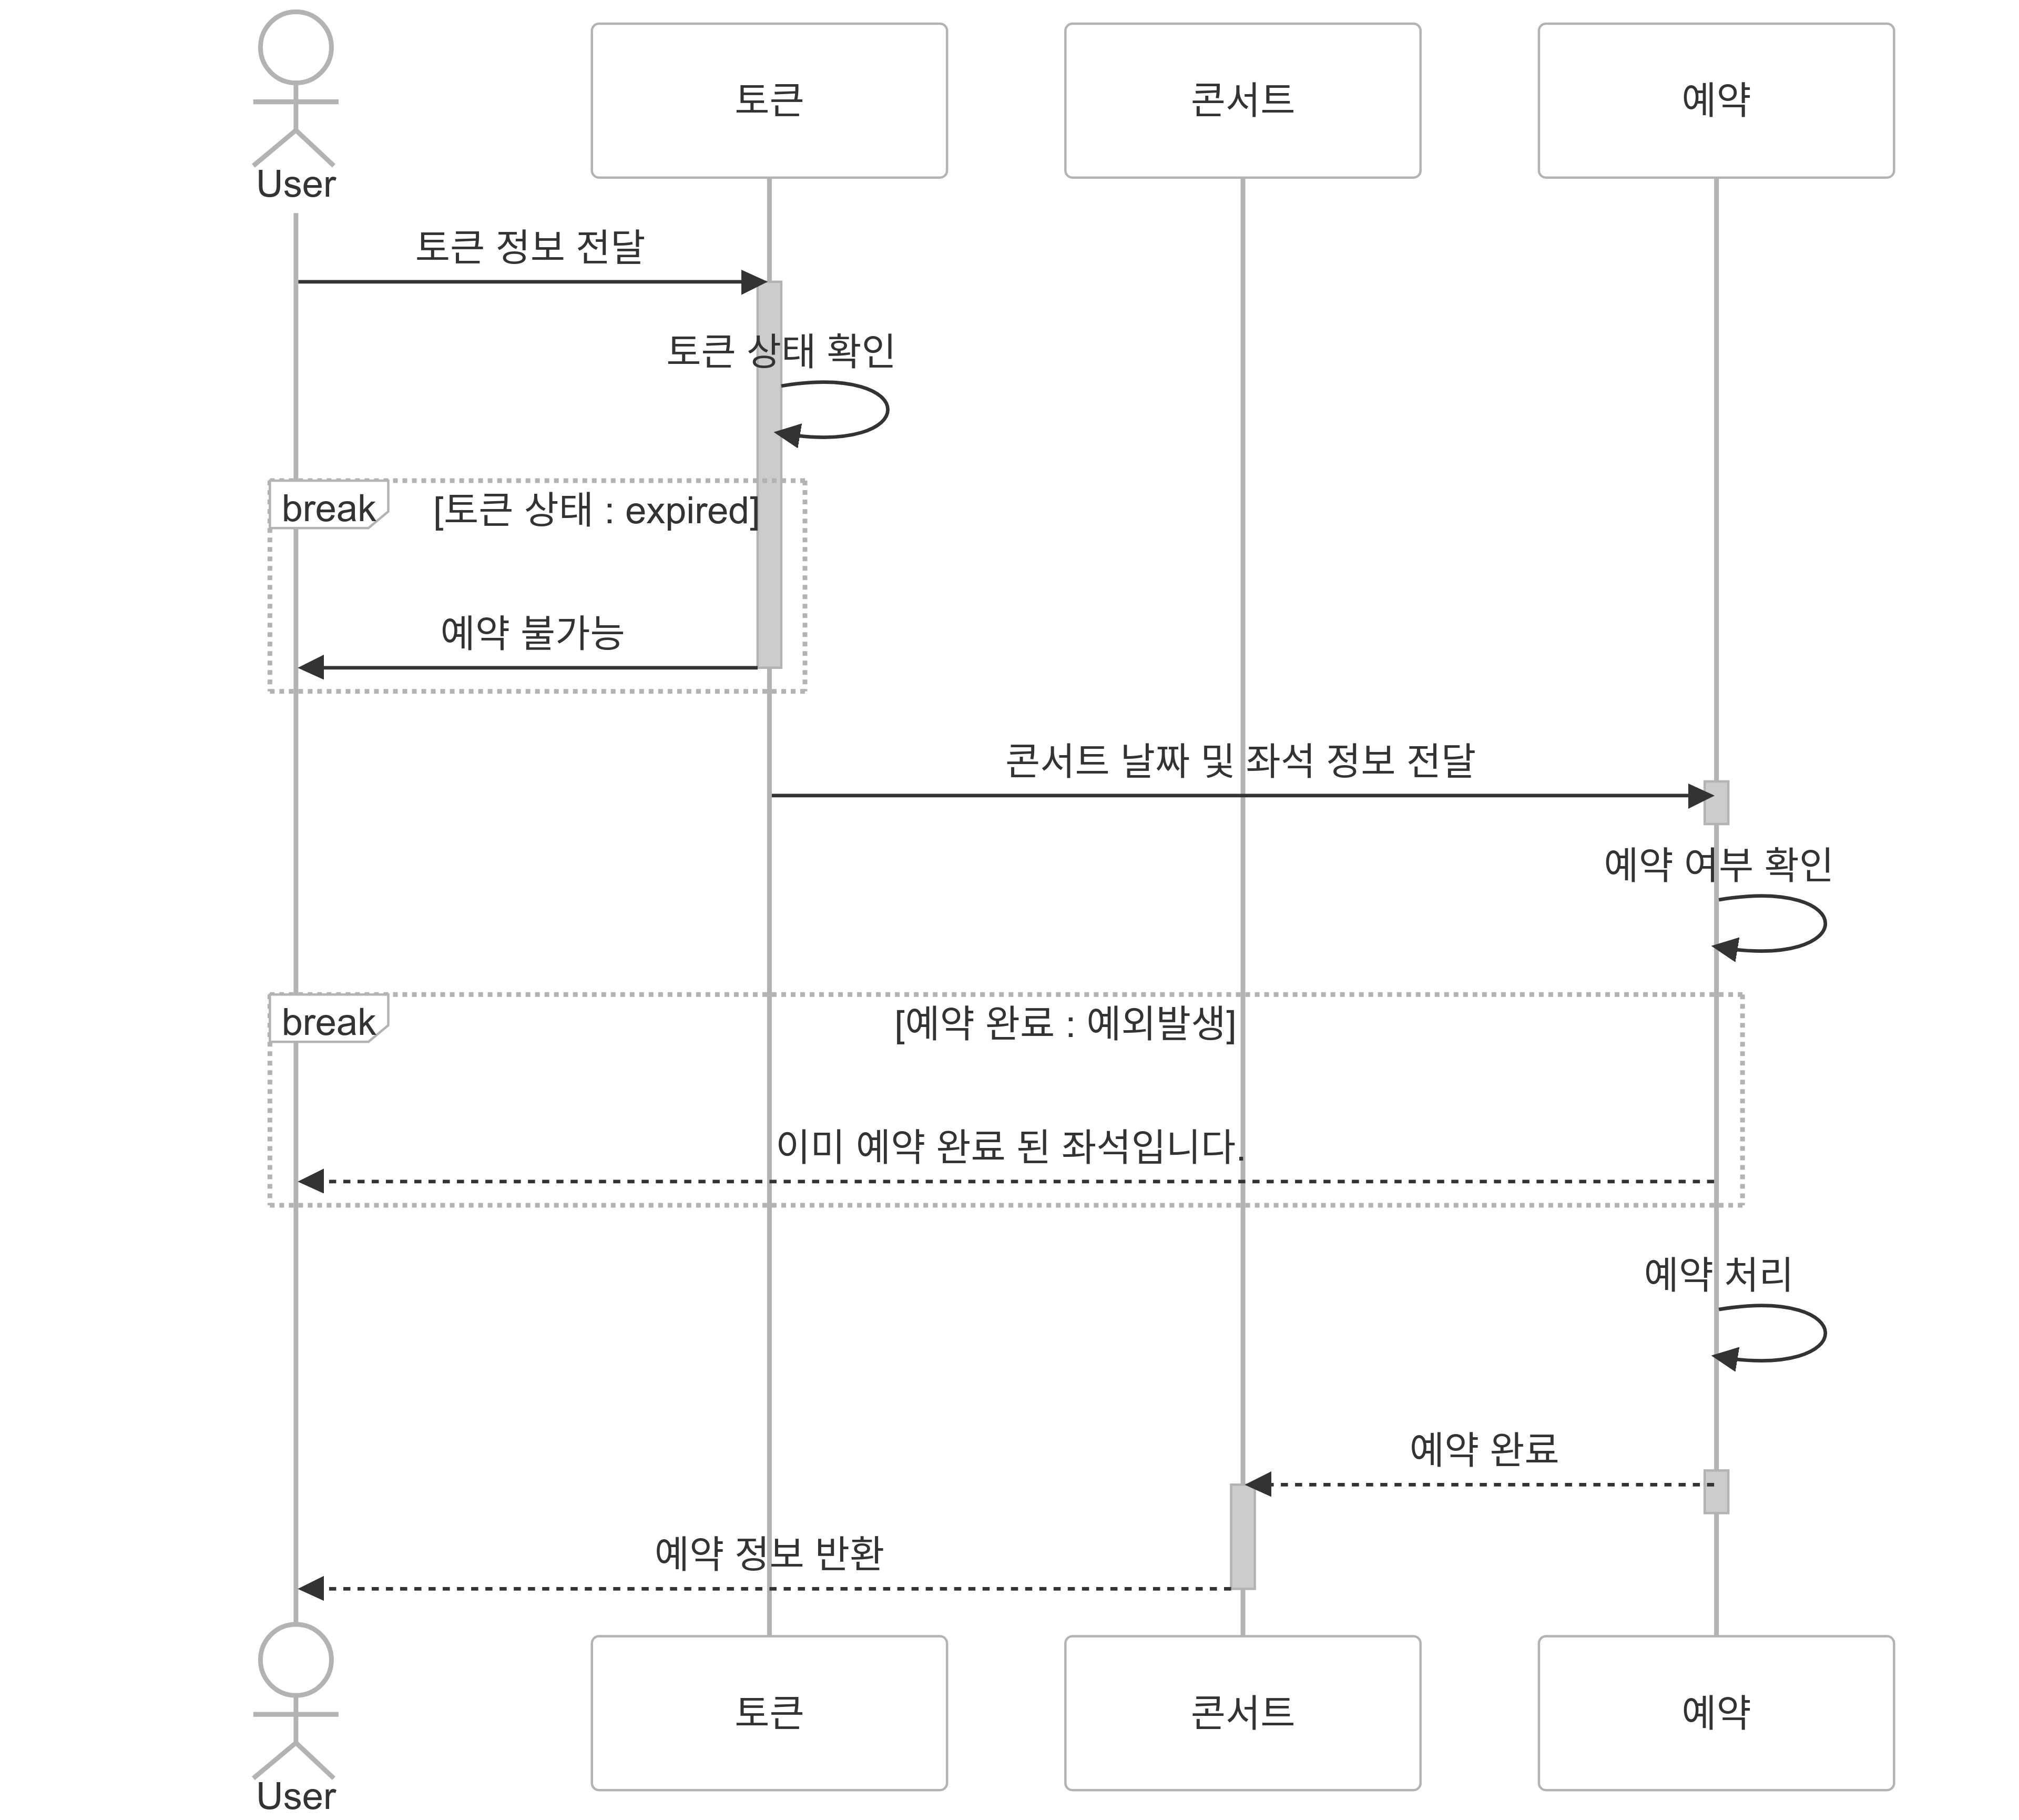 User
토큰
콘서트
예약
토큰 정보 전달
토큰 상태 확인
break
[토큰 상태 : expired]
예약 불가능
콘서트 날짜 및 좌석 정보 전달
예약 여부 확인
break
[예약 완료 : 예외발생]
이미 예약 완료 된 좌석입니다.
예약 처리
예약 완료
예약 정보 반환
User
토큰
콘서트
예약